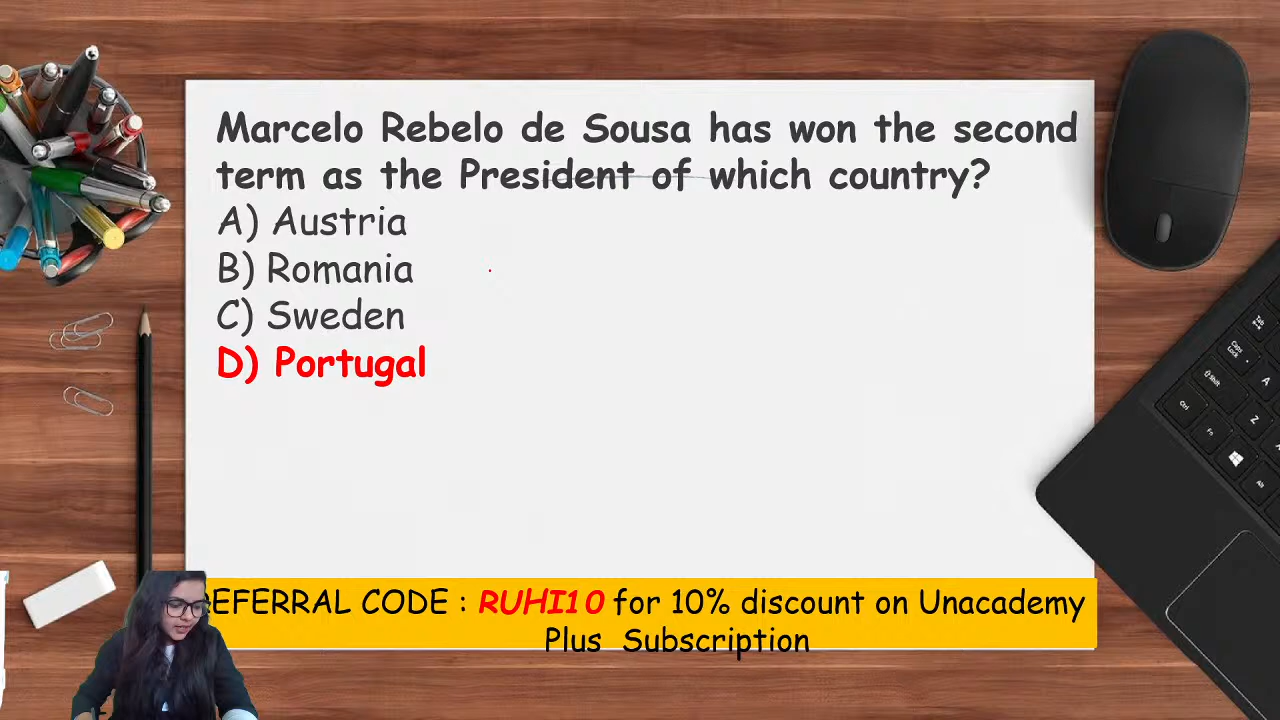 Marcelo Rebelo de Sousa has won the second
term as the President of which country?
A) Austria
B) Romania
C) Sweden
D) Portugal
EFERRAL CODE : RUHI10 for 10% discount on Unacademy
Plus Subscription